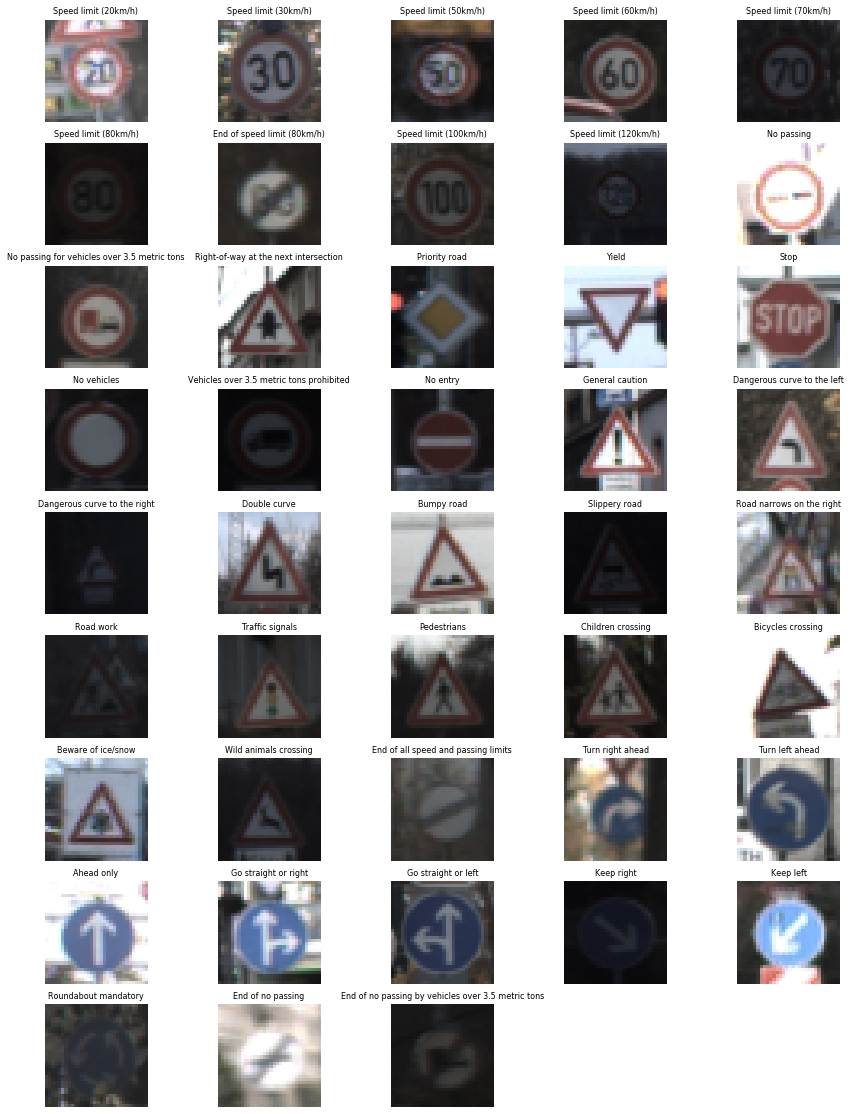 Speed limit (20km/h)
Speed limit (30km/h)
Speed limit (50km/h)
Speed limit (60km/h)
Speed limit (70km/h)
20
30
50
60
70
Speed limit (80km/h)
End of speed limit (80km/h)
Speed limit (100km/h)
Speed limit (120km/h)
No passing
80
80
100
120
No passing for vehicles over 3.5 metric tons
Right-of-way at the next intersection
Priority road
Yield
Stop
STOP
No vehicles
Vehicles over 3.5 metric tons prohibited
No entry
General caution
Dangerous curve to the left
Dangerous curve to the right
Double curve
Bumpy road
Slippery road
Road narrows on the right
Road work
Traffic signals
Pedestrians
Children crossing
Bicycles crossing
Beware of ice/snow
Wild animals crossing
End of all speed and passing limits
Turn right ahead
Turn left ahead
TH
Ahead only
Go straight or right
Go straight or left
Keep right
Keep left
Roundabout mandatory
End of no passing
End of no passing by vehicles over 3.5 metric tons